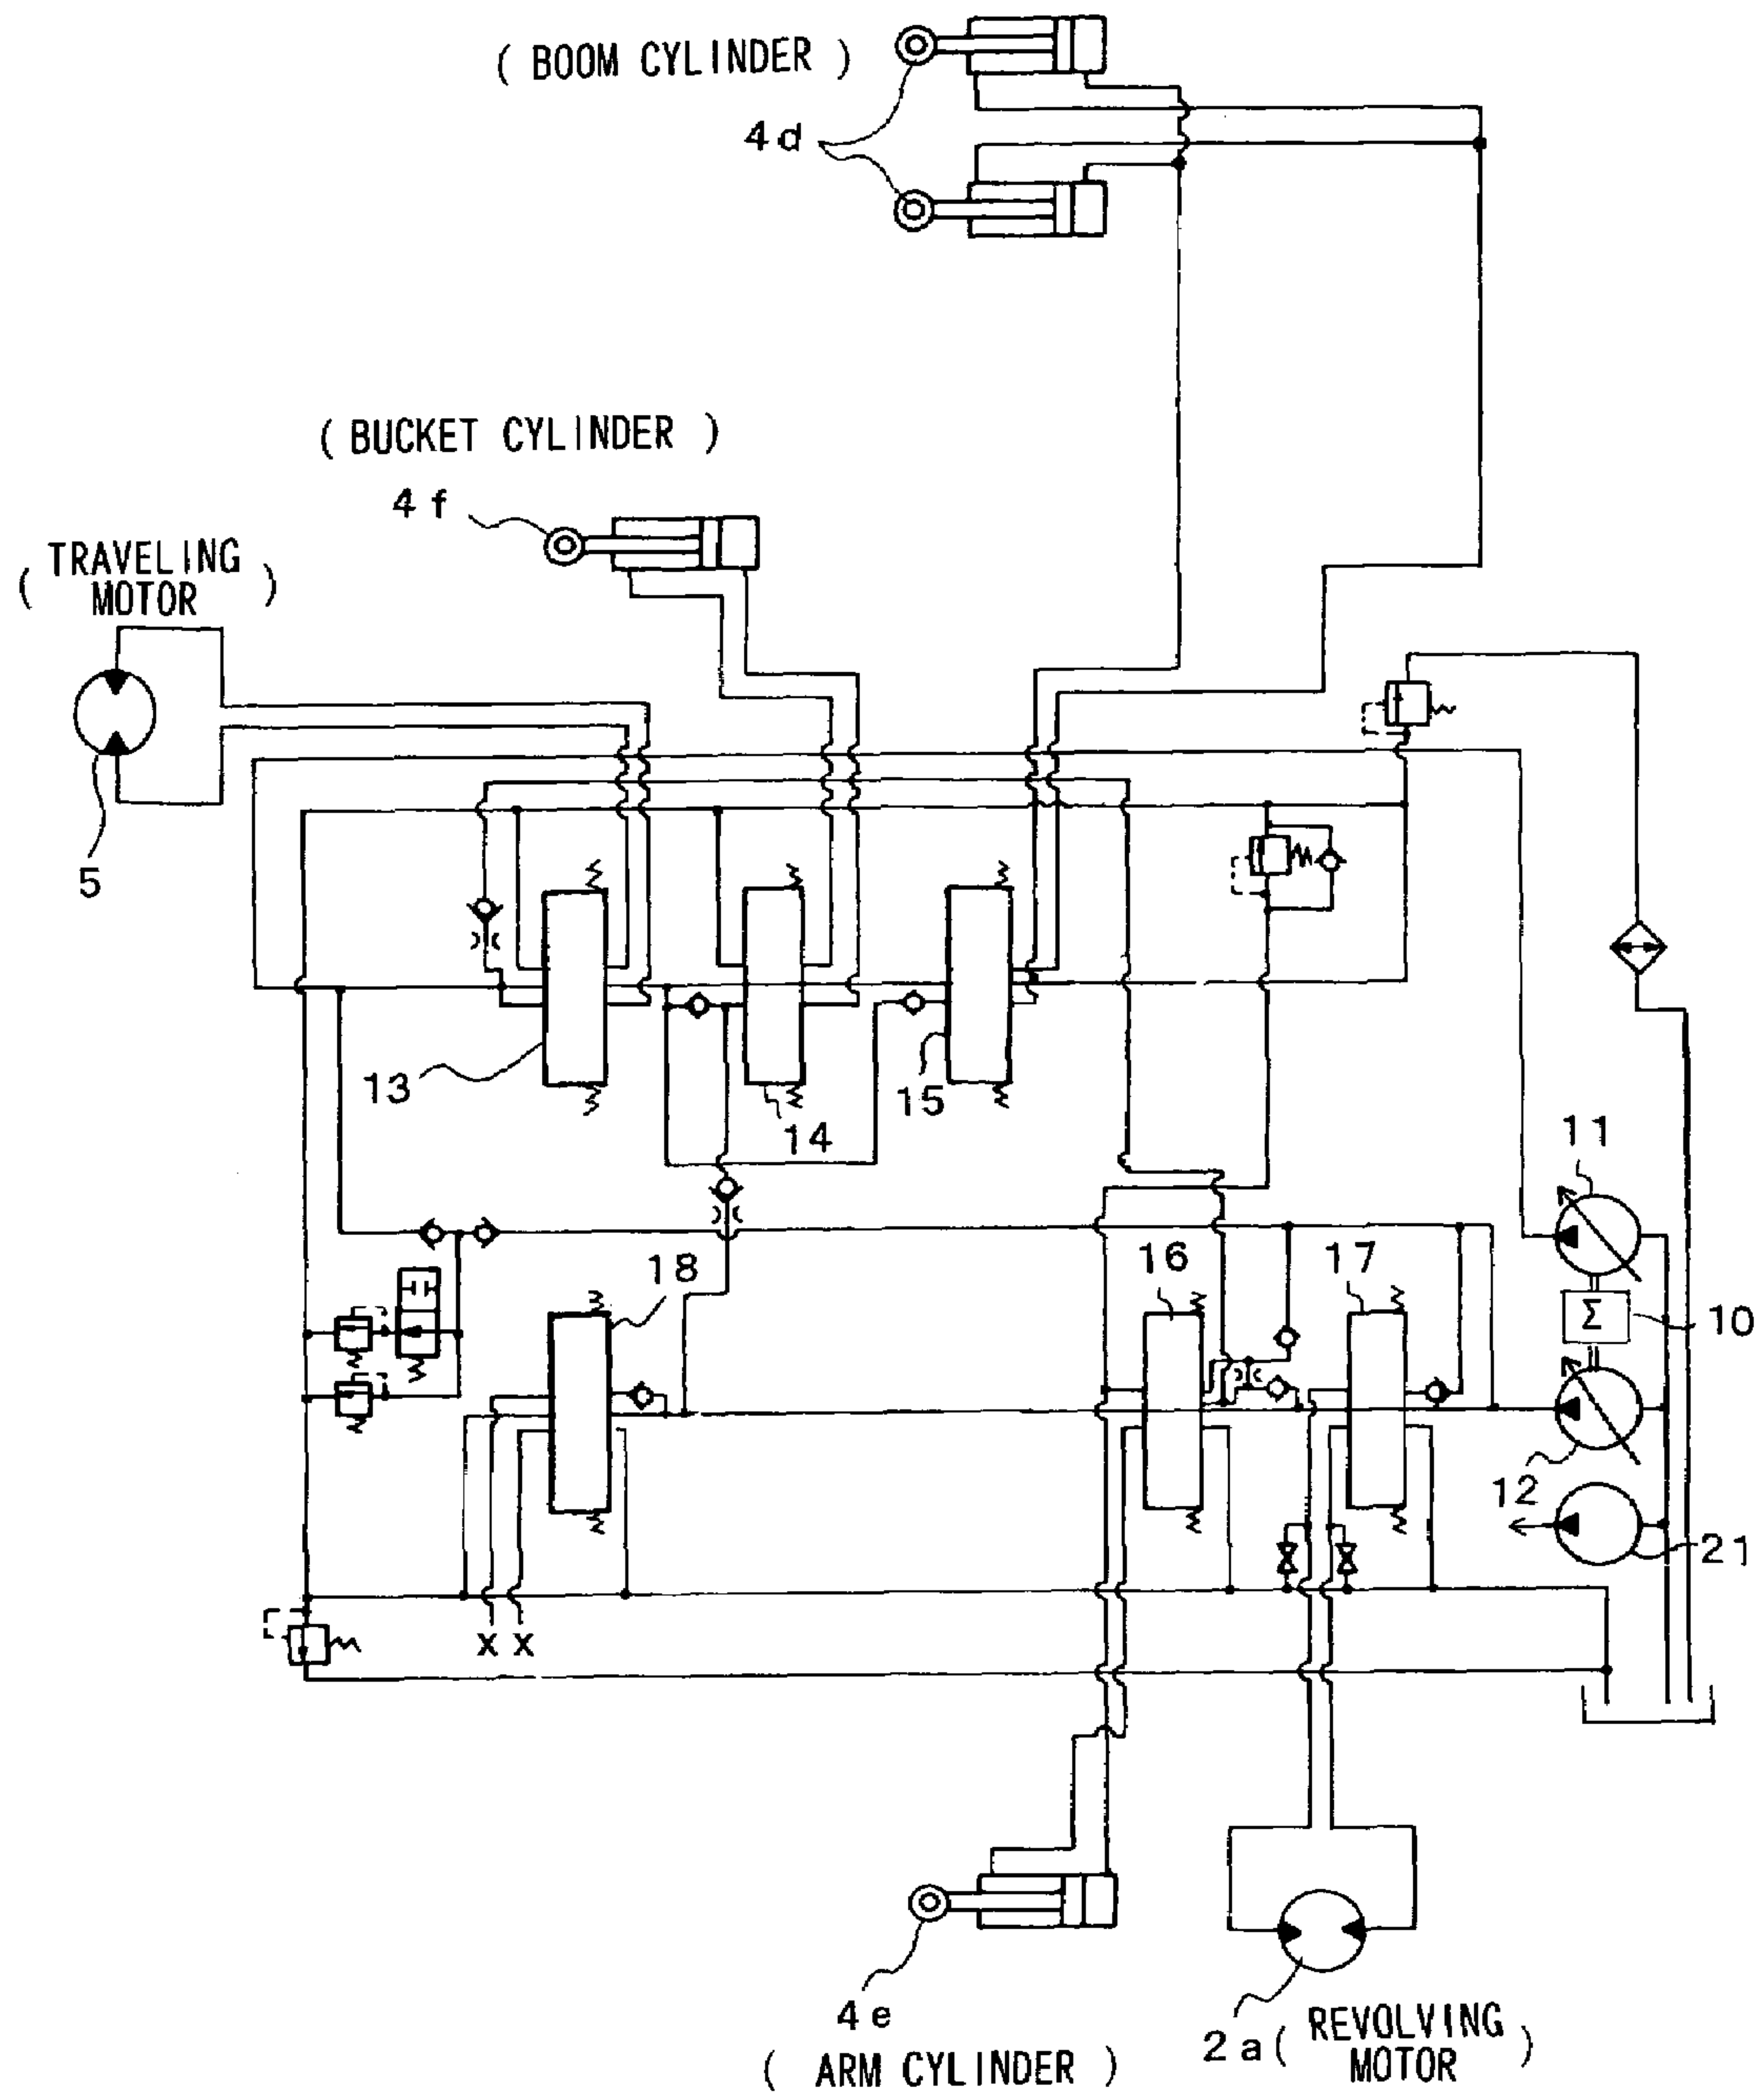 ( BOOM CYLINDER )
4d
( BUCKET CYLINDER )
4f
( TRAVELING MOTOR )
5
13
14
15
11
16
17
18
Σ
10
12
21
X X
4e
( ARM CYLINDER )
2a ( REVOLVING MOTOR )